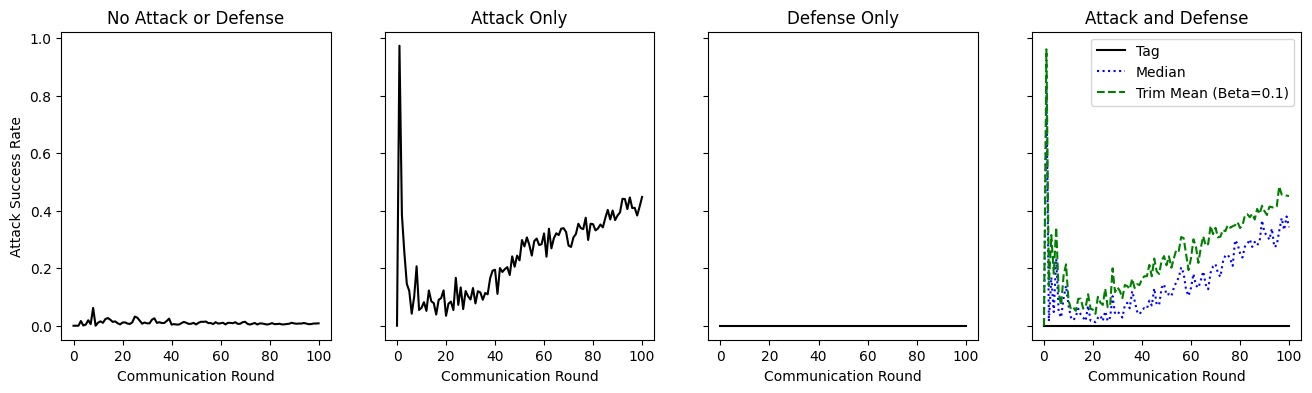 No Attack or Defense
Attack Only
Defense Only
Attack and Defense
1.0
0.8
0.6
0.4
0.2
0.0
Attack Success Rate
Tag
Median
Trim Mean (Beta=0.1)
0 20 40 60 80 100
0 20 40 60 80 100
0 20 40 60 80 100
0 20 40 60 80 100
Communication Round
Communication Round
Communication Round
Communication Round